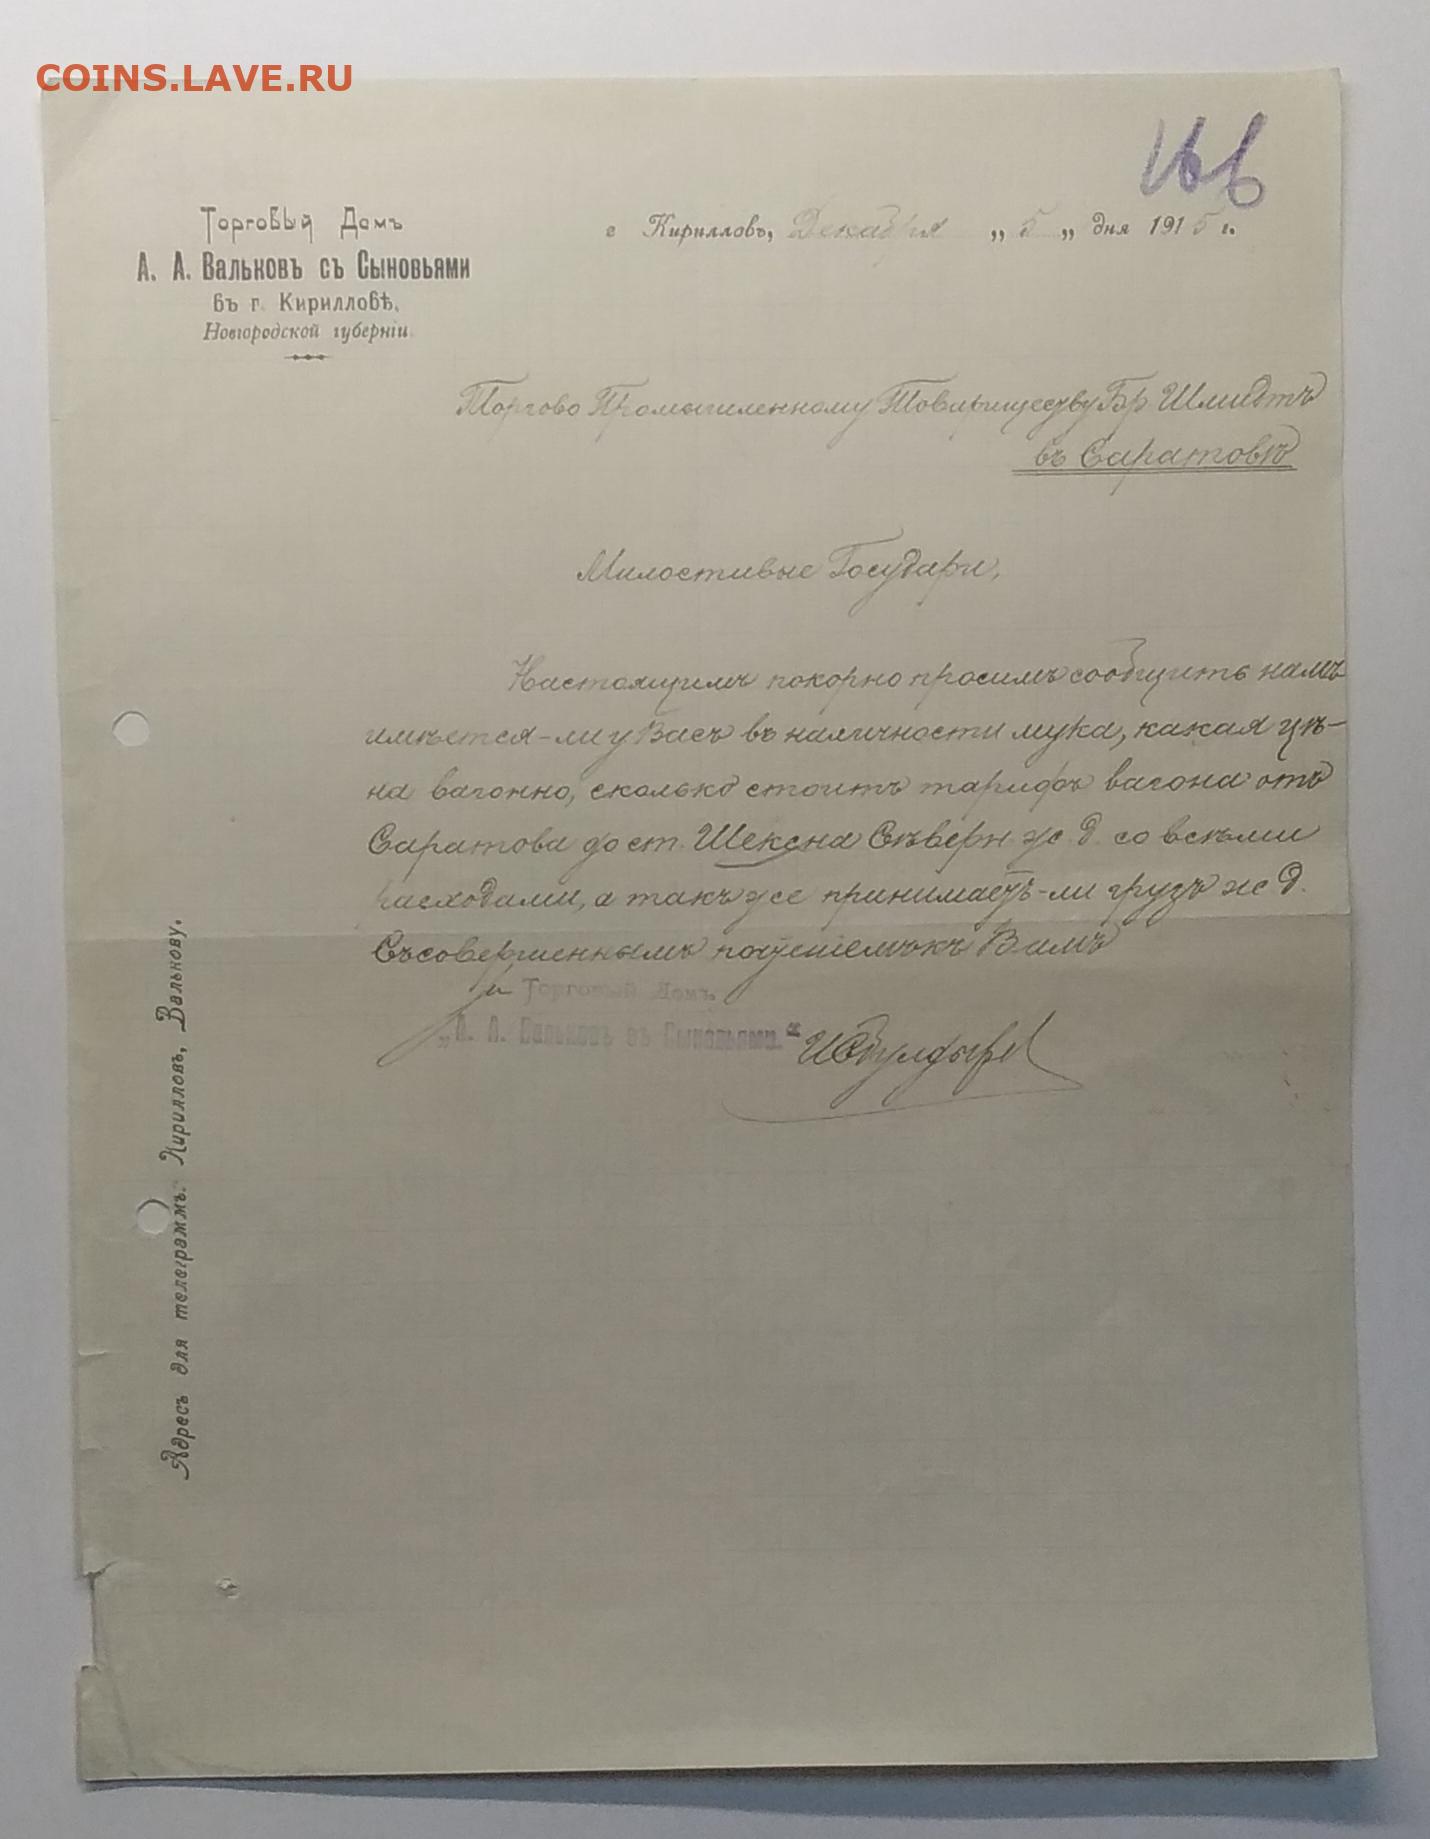 COINS.LAVE.RU
Торговый Домъ
А. А. Вальковъ съ Сыновьями
въ г. Кирилловѣ,
Новгородской губерніи.
г Кирилловъ, Декабря „ 5 „ дня 1915 г.
Торгово Промышленному Товариществу Бр Шмидтъ
въ Саратовѣ
Милостивые Государи,
Настоящимъ покорно просимъ сообщить намъ
имѣется-ли у Васъ въ наличности мука, какая цѣ-
на вагонно, сколько стоитъ тарифъ вагона отъ
Саратова до ст. Шексна Сѣверн. ж. д. со всѣми
расходами, а такъ же принимаетъ-ли грузъ ж д.
Съ совершеннымъ къ Вамъ
Торговый Домъ
„А. А. Вальковъ съ Сыновьями.“
Адресъ для телеграммъ: Кирилловъ, Валькову.